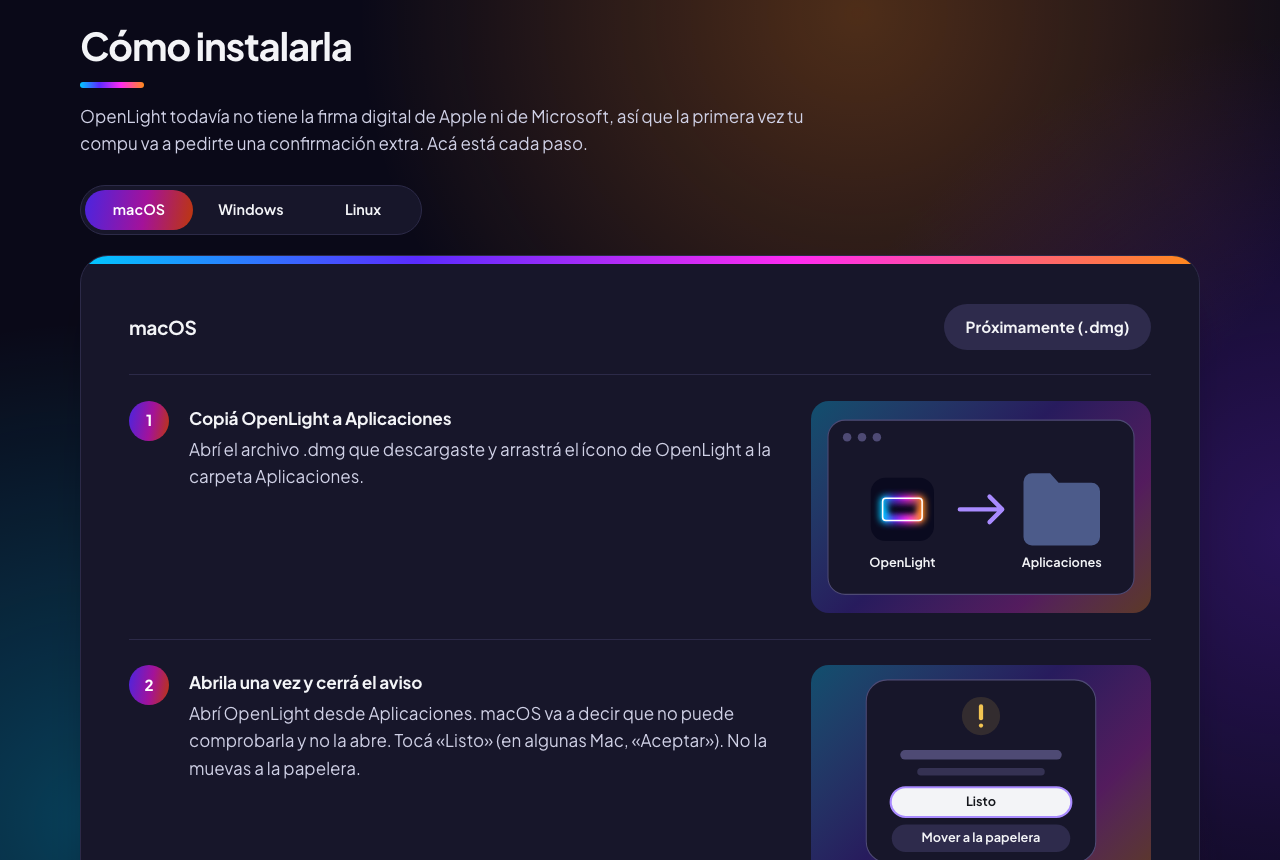 Cómo instalarla
OpenLight todavía no tiene la firma digital de Apple ni de Microsoft, así que la primera vez tu
compu va a pedirte una confirmación extra. Acá está cada paso.
macOS
Windows
Linux
macOS
Próximamente (.dmg)
1
Copiá OpenLight a Aplicaciones
Abrí el archivo .dmg que descargaste y arrastrá el ícono de OpenLight a la
carpeta Aplicaciones.
OpenLight
Aplicaciones
2
Abrila una vez y cerrá el aviso
Abrí OpenLight desde Aplicaciones. macOS va a decir que no puede
comprobarla y no la abre. Tocá «Listo» (en algunas Mac, «Aceptar»). No la
muevas a la papelera.
!
Listo
Mover a la papelera